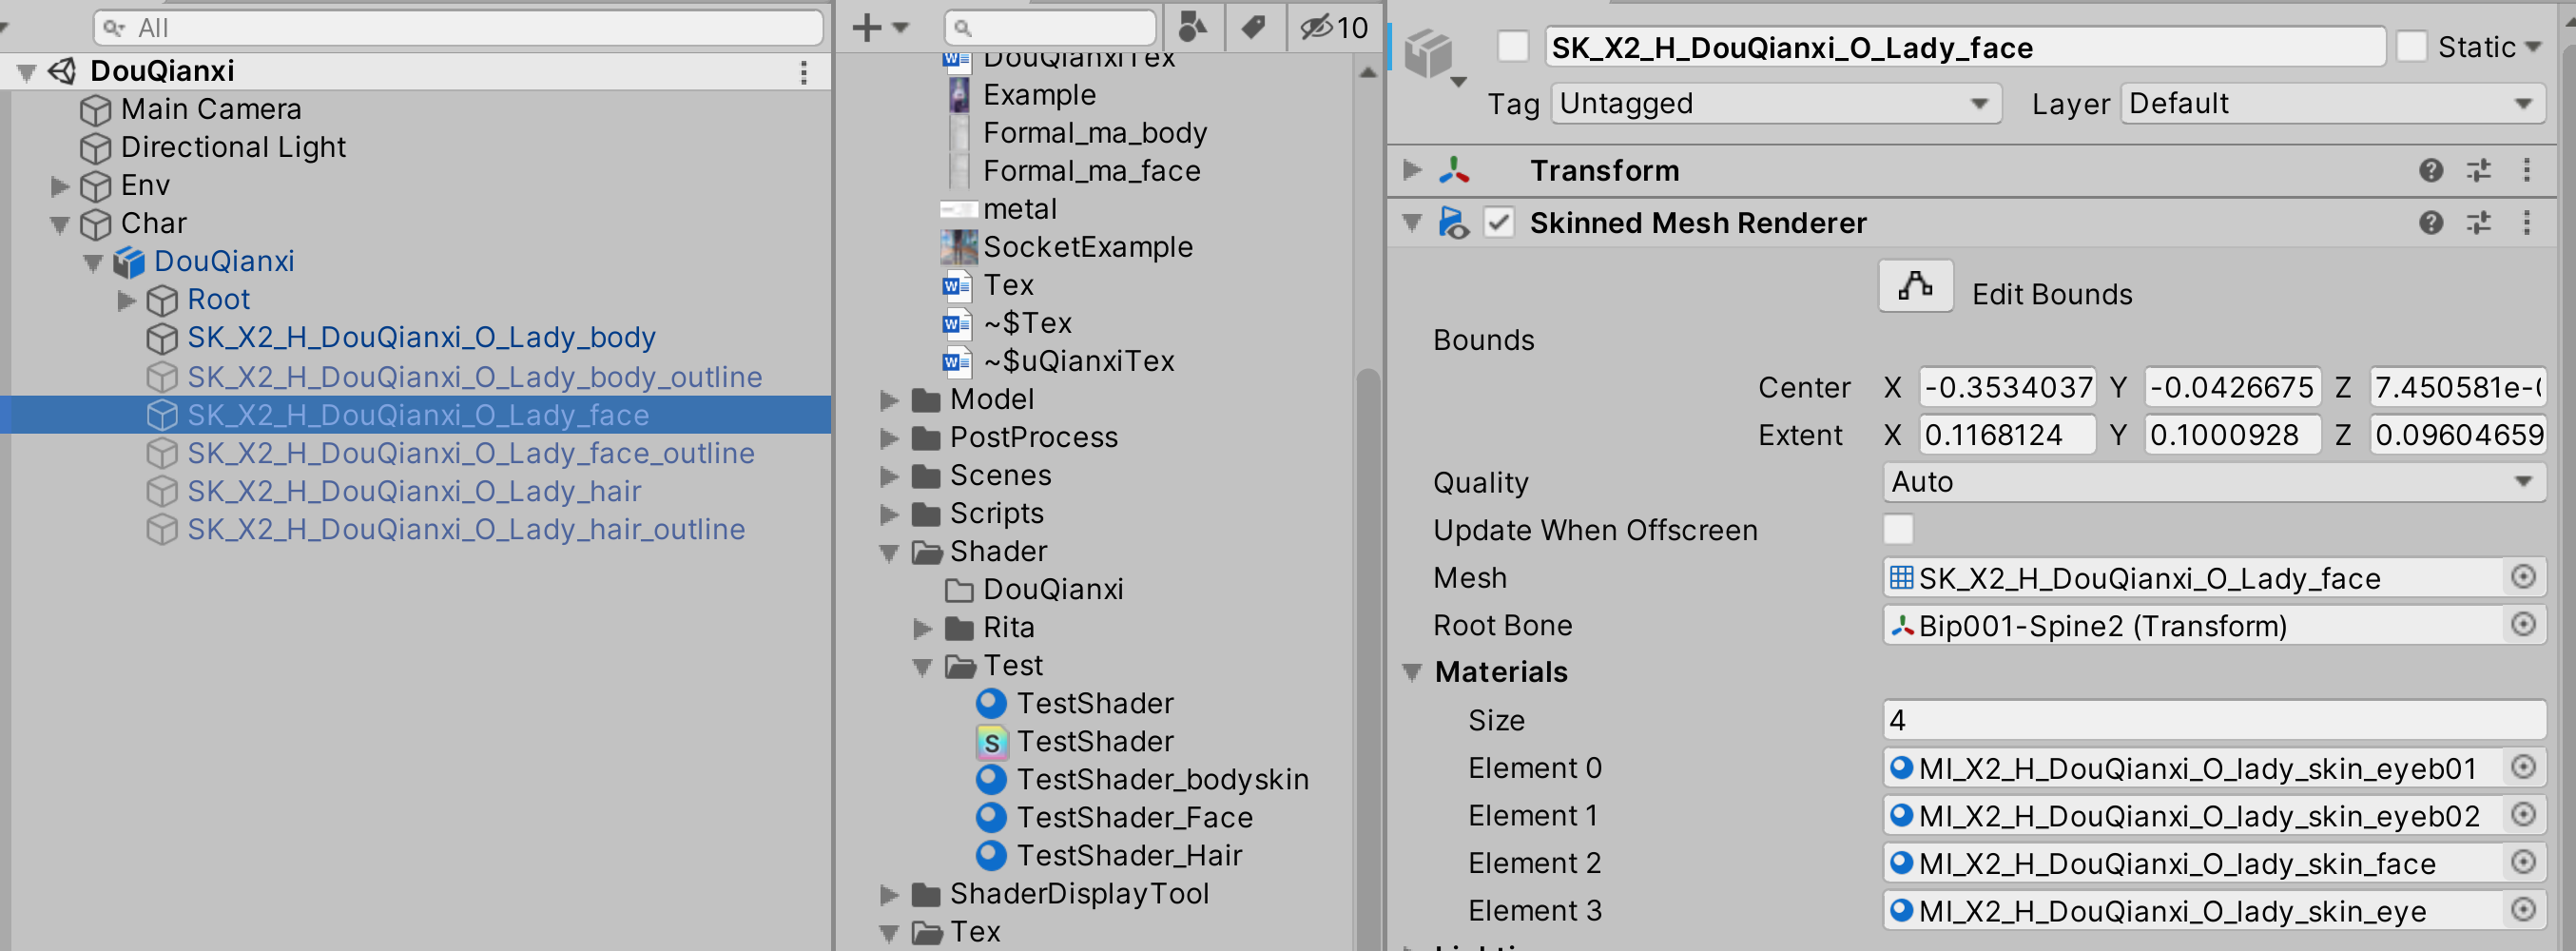 All
DouQianxi
Main Camera
Directional Light
Env
Char
DouQianxi
Root
SK_X2_H_DouQianxi_O_Lady_body
SK_X2_H_DouQianxi_O_Lady_body_outline
SK_X2_H_DouQianxi_O_Lady_face
SK_X2_H_DouQianxi_O_Lady_face_outline
SK_X2_H_DouQianxi_O_Lady_hair
SK_X2_H_DouQianxi_O_Lady_hair_outline
10
DouQianxiTex
Example
Formal_ma_body
Formal_ma_face
metal
SocketExample
Tex
~$Tex
~$uQianxiTex
Model
PostProcess
Scenes
Scripts
Shader
DouQianxi
Rita
Test
TestShader
TestShader
TestShader_bodyskin
TestShader_Face
TestShader_Hair
ShaderDisplayTool
Tex
SK_X2_H_DouQianxi_O_Lady_face Static
Tag Untagged Layer Default
Transform
Skinned Mesh Renderer
Edit Bounds
Bounds
Center X -0.3534037 Y -0.0426675 Z 7.450581e-
Extent X 0.1168124 Y 0.1000928 Z 0.09604659
Quality Auto
Update When Offscreen
Mesh SK_X2_H_DouQianxi_O_Lady_face
Root Bone Bip001-Spine2 (Transform)
Materials
Size 4
Element 0 MI_X2_H_DouQianxi_O_lady_skin_eyeb01
Element 1 MI_X2_H_DouQianxi_O_lady_skin_eyeb02
Element 2 MI_X2_H_DouQianxi_O_lady_skin_face
Element 3 MI_X2_H_DouQianxi_O_lady_skin_eye